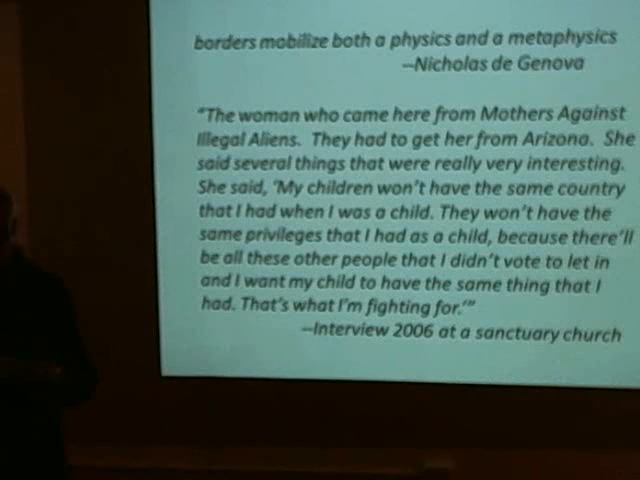 borders mobilize both a physics and a metaphysics
--Nicholas de Genova
"The woman who came here from Mothers Against
Illegal Aliens. They had to get her from Arizona. She
said several things that were really very interesting.
She said, 'My children won't have the same country
that I had when I was a child. They won't have the
same privileges that I had as a child, because there'll
be all these other people that I didn't vote to let in
and I want my child to have the same thing that I
had. That's what I'm fighting for.'"
--Interview 2006 at a sanctuary church